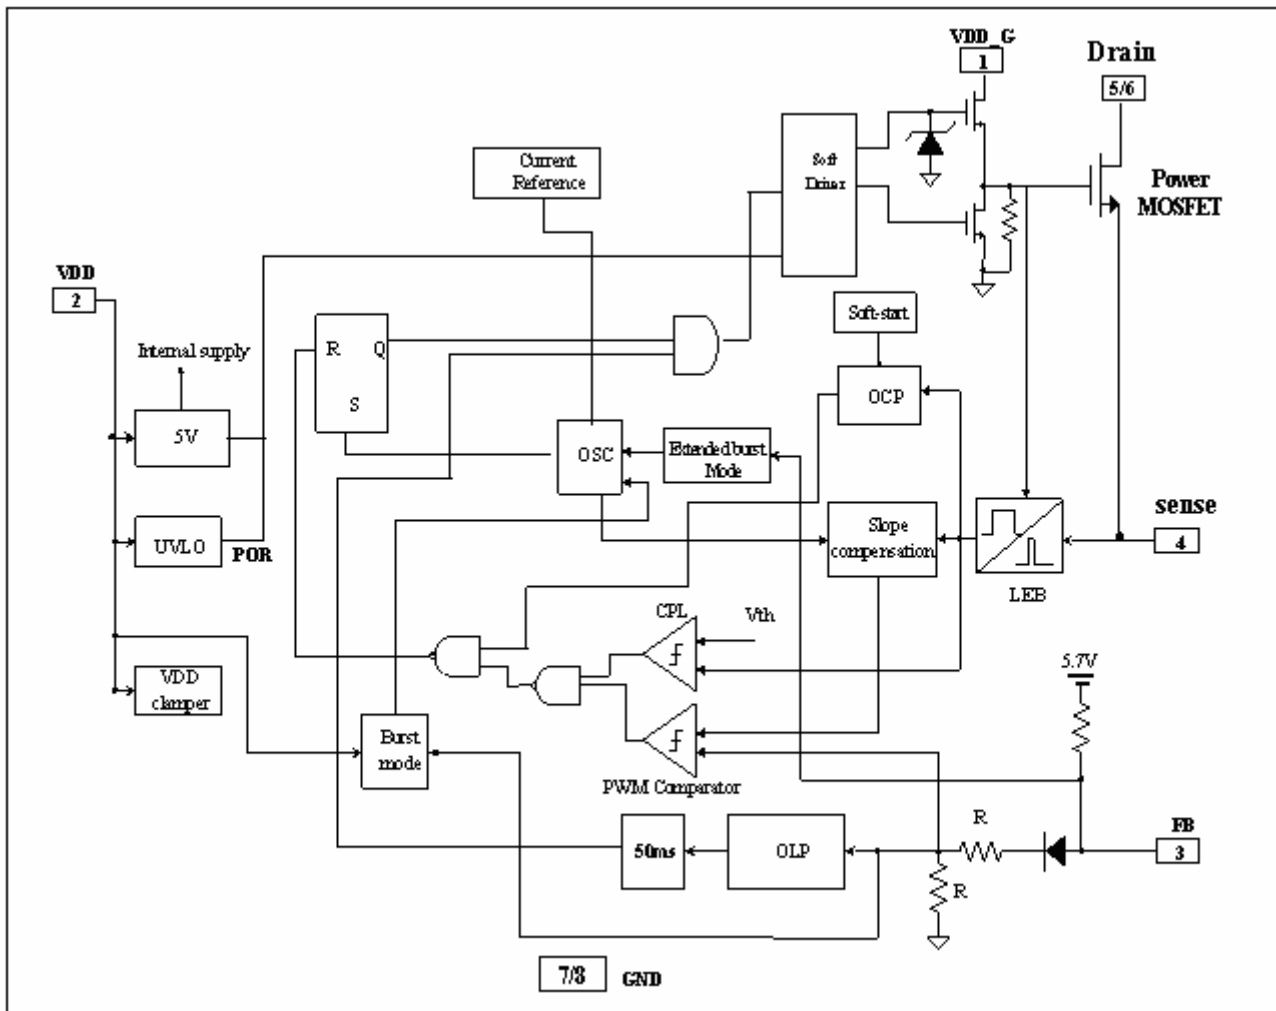 VDD_G
1
Drain
5/6
Current
Reference
Soft
Driver
Power
MOSFET
VDD
2
Soft-start
Internal supply
R
Q
S
5V
OCP
OSC
Extended burst
Mode
UVLO
POR
Slope
compensation
sense
4
LEB
CPL
Vth
5.7V
VDD
clamper
Burst
mode
PWM Comparator
R
FB
3
50ms
OLP
R
7/8
GND